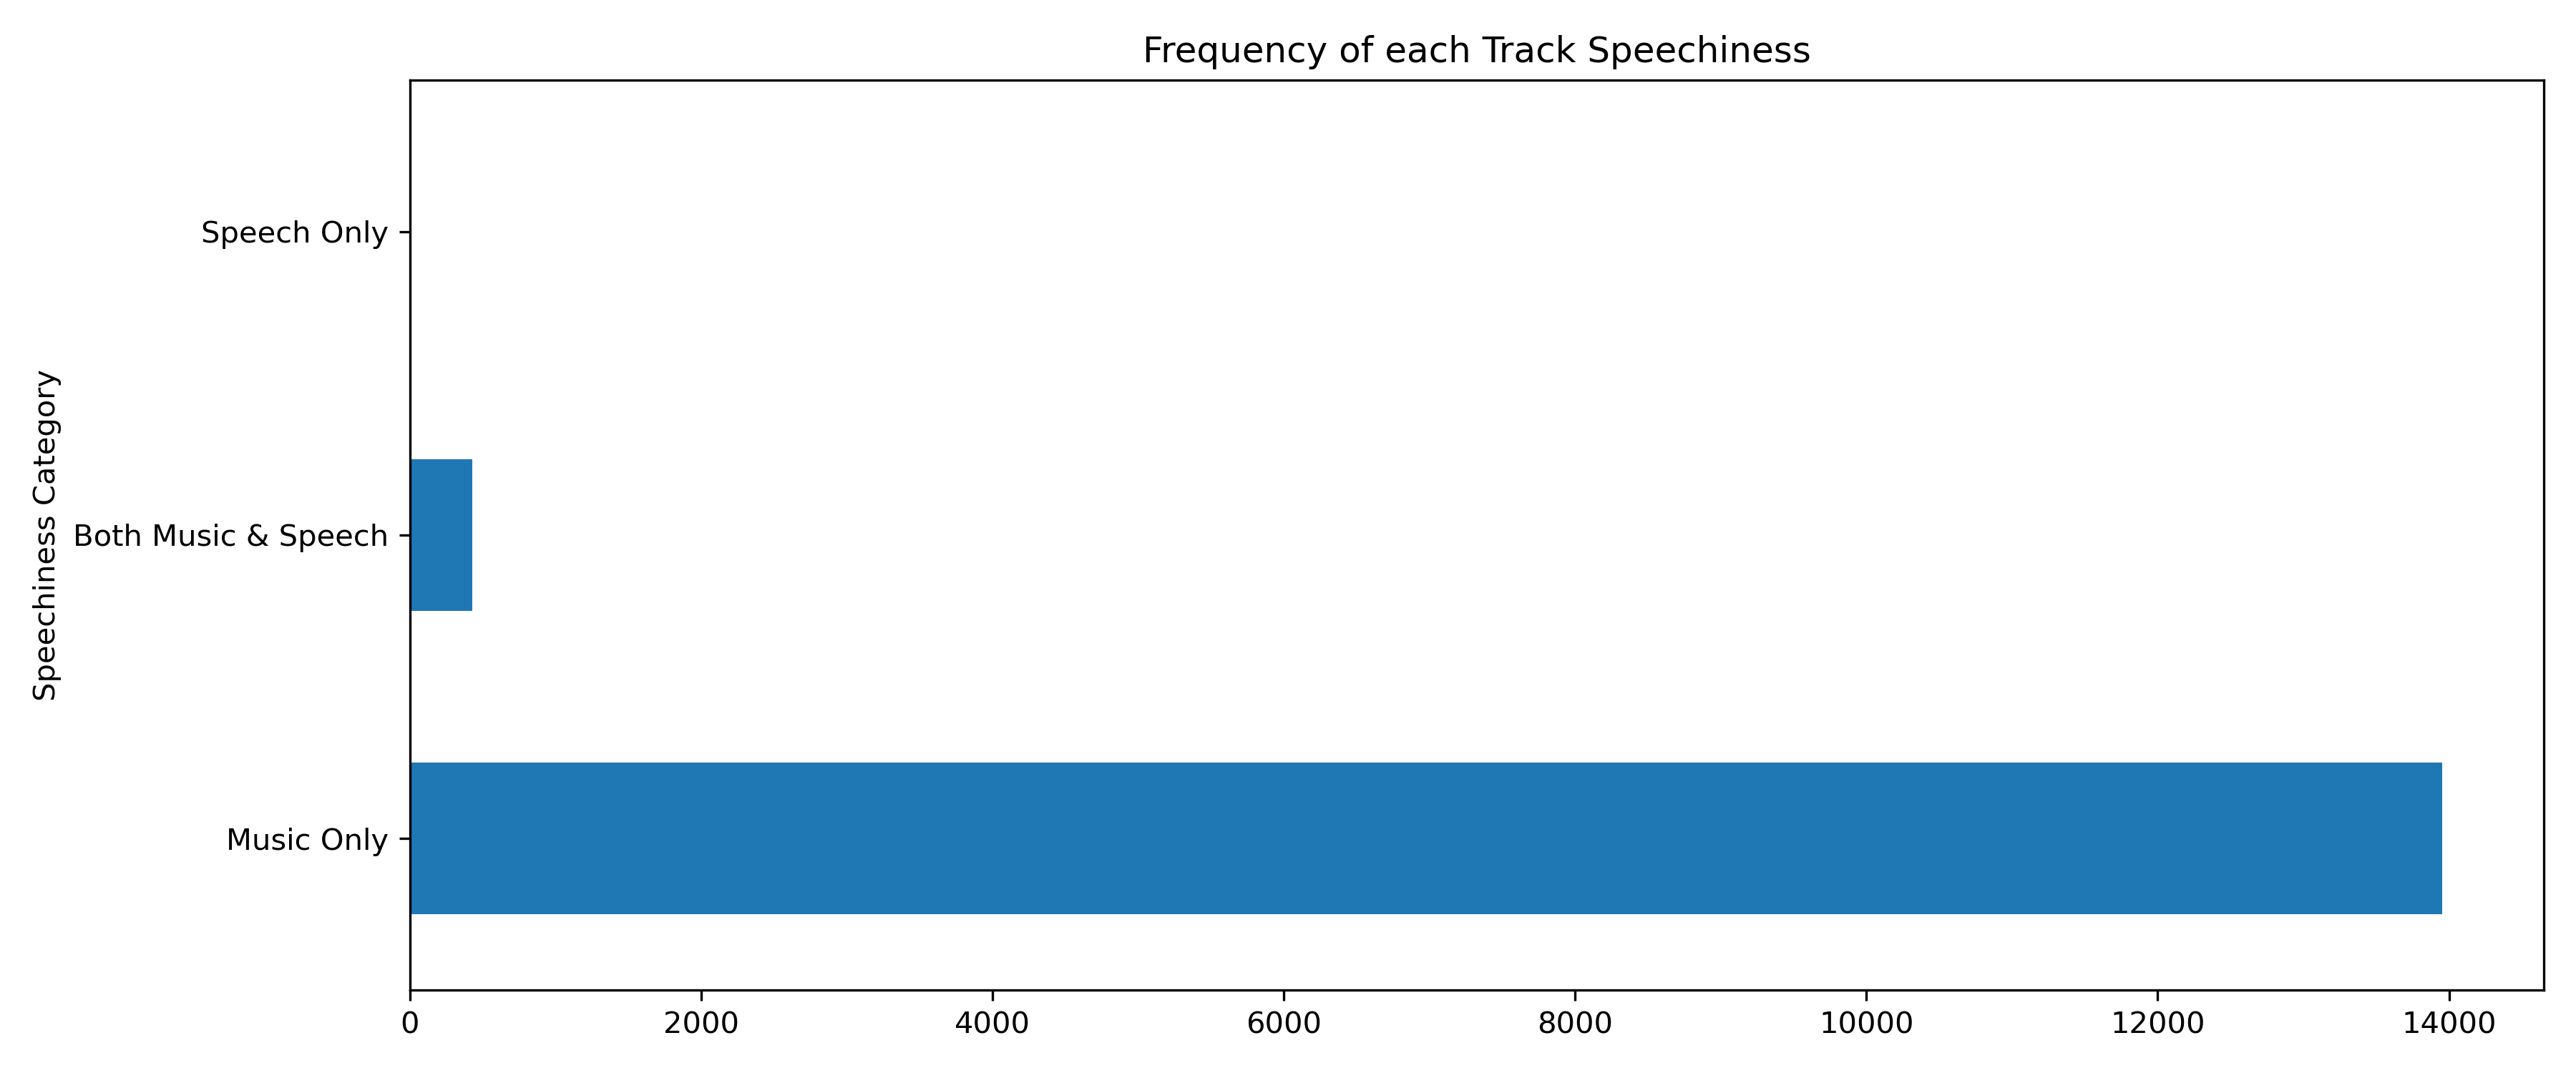 Frequency of each Track Speechiness
Speechiness Category
Speech Only
Both Music & Speech
Music Only
0 2000 4000 6000 8000 10000 12000 14000